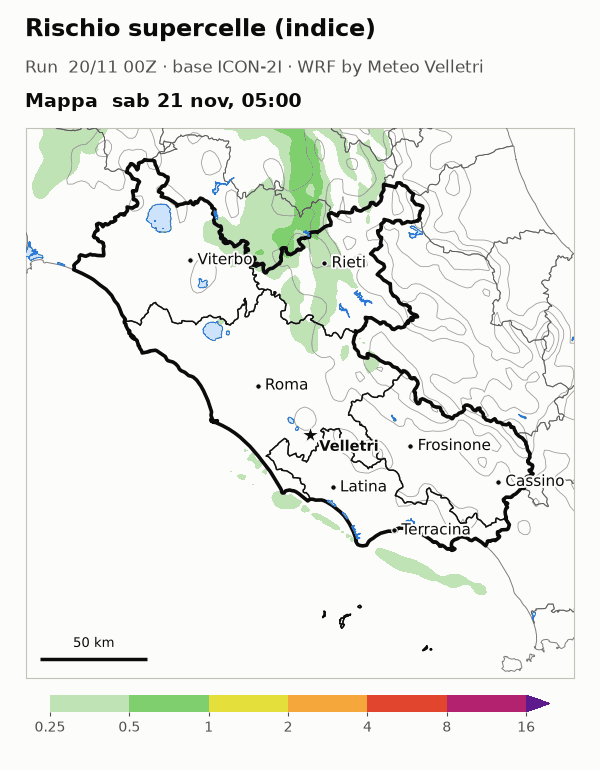 Rischio supercelle (indice)
Run  20/11 00Z · base ICON-2I · WRF by Meteo Velletri
Mappa  sab 21 nov, 05:00
Viterbo
Rieti
Roma
Velletri
Frosinone
Cassino
Latina
Terracina
50 km
0.25 0.5 1 2 4 8 16